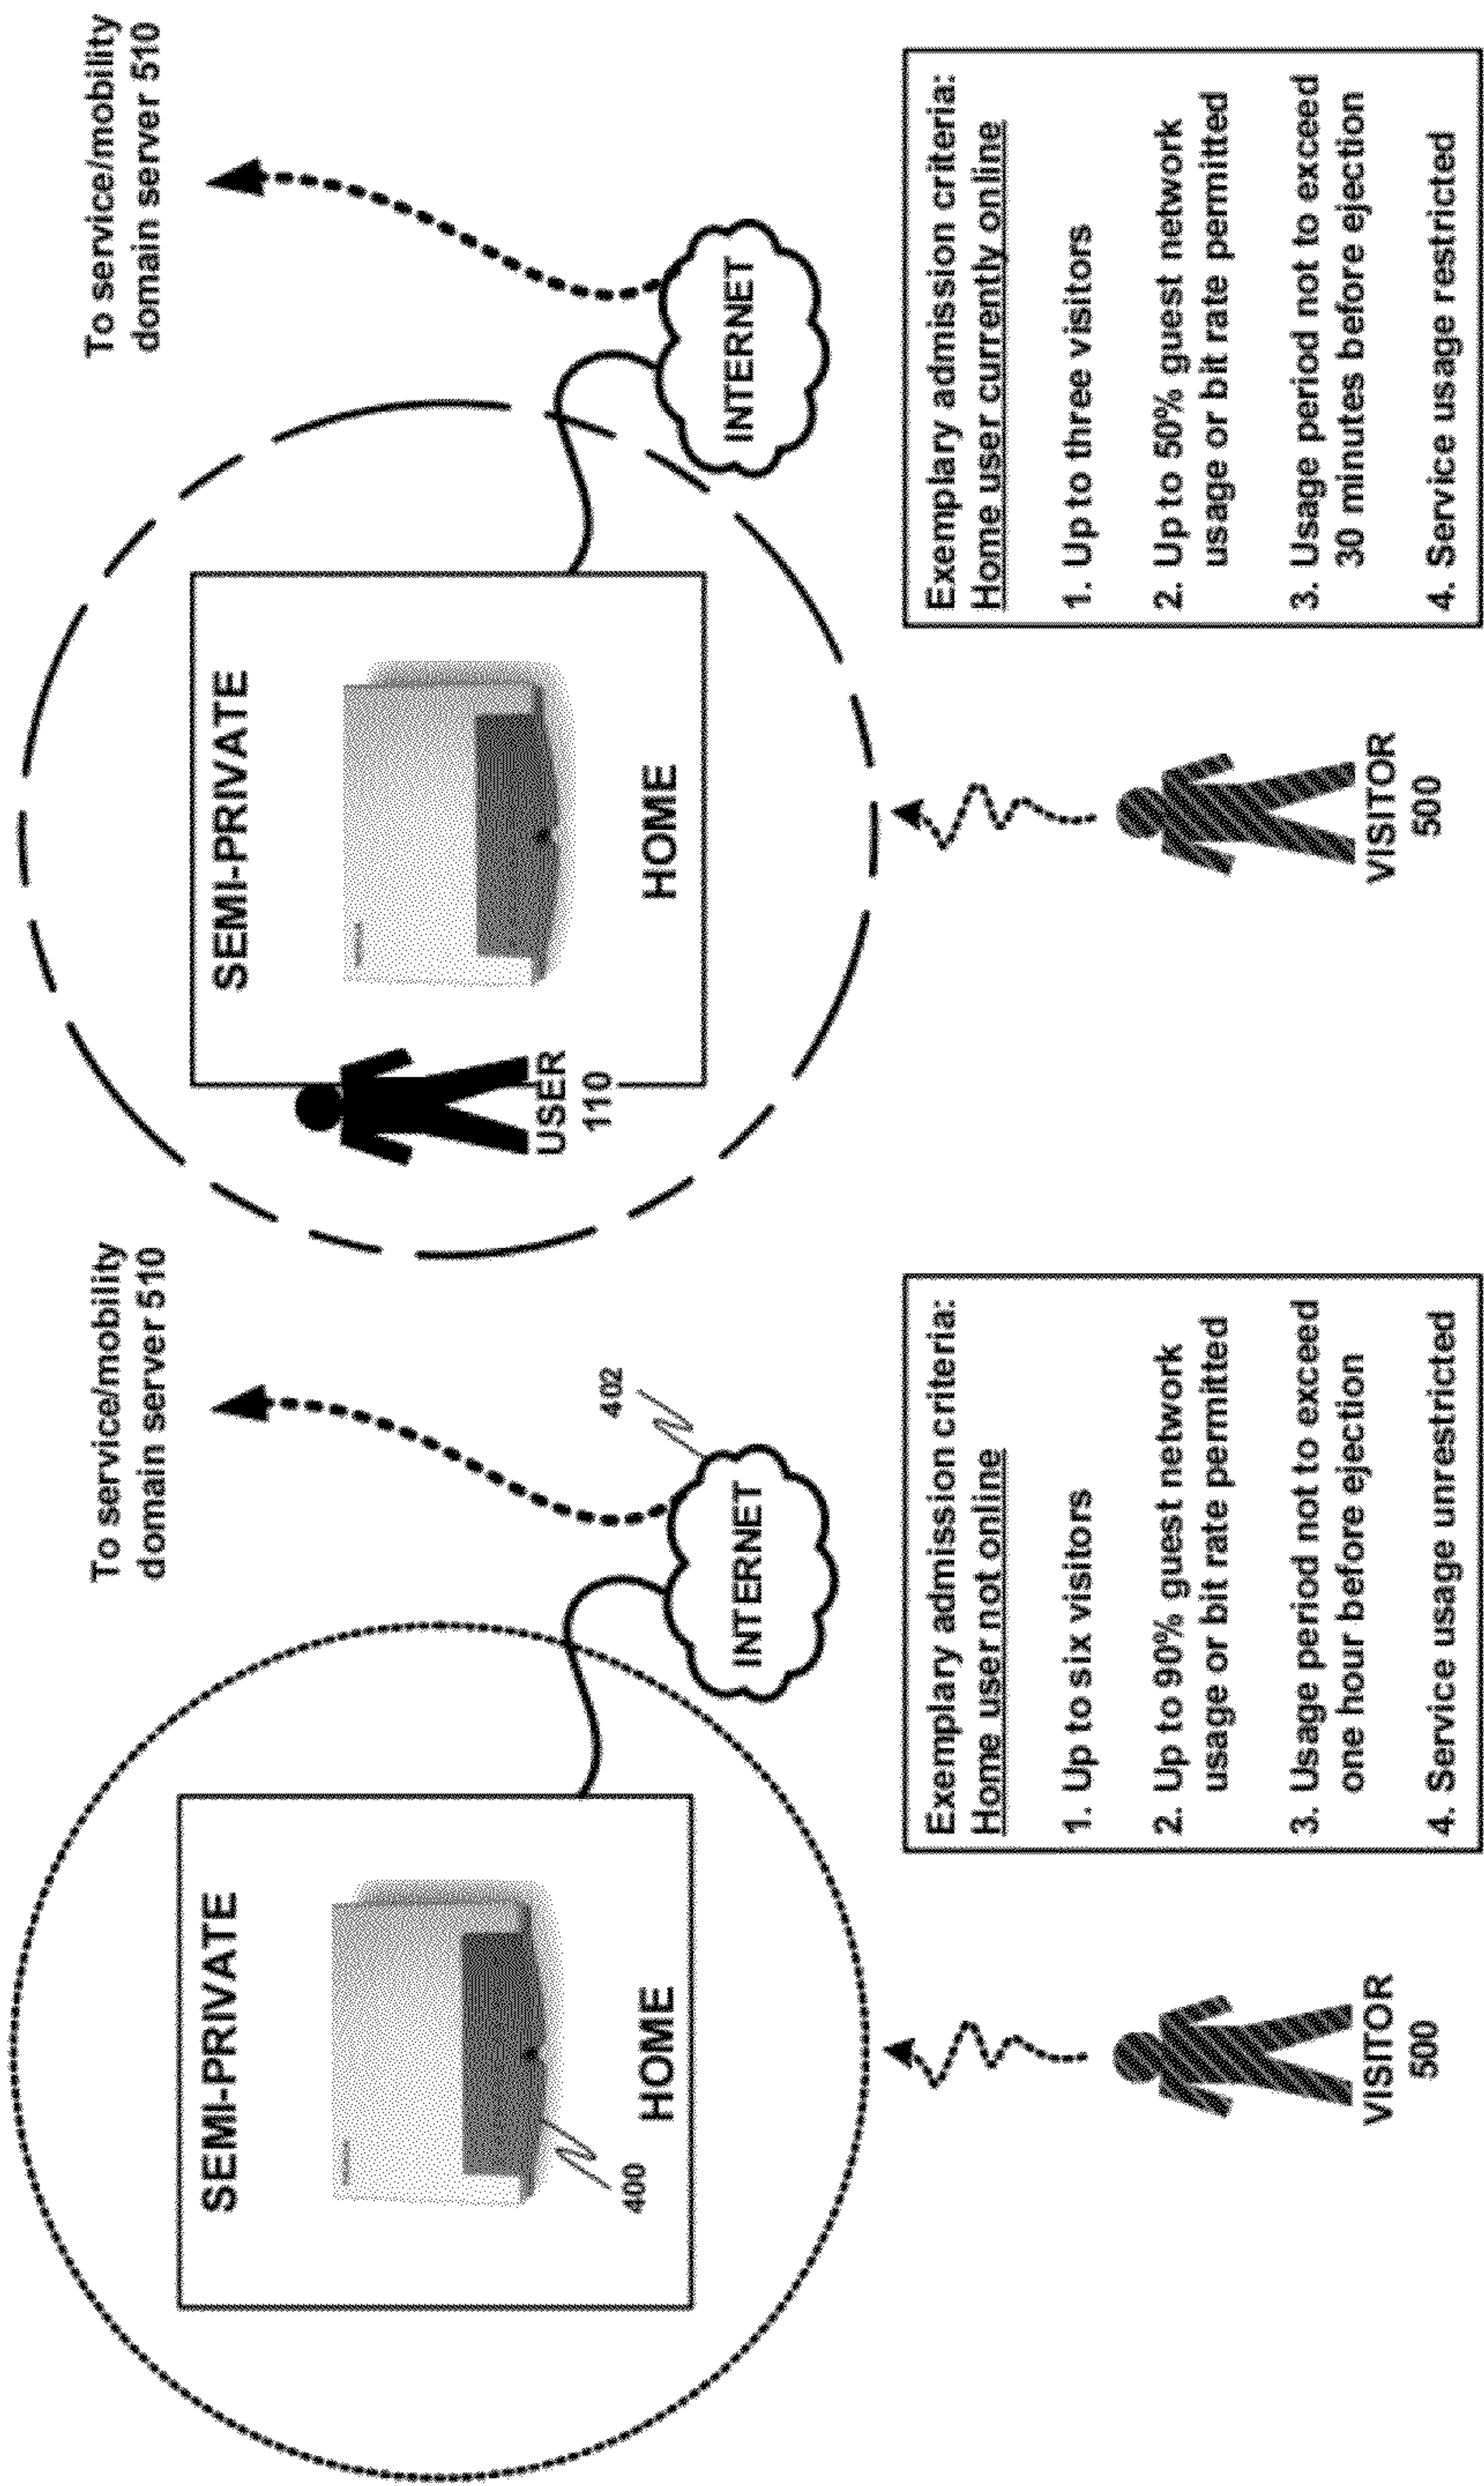 To service/mobility
domain server 510
SEMI-PRIVATE
400
HOME
402
INTERNET
VISITOR
500
Exemplary admission criteria:
Home user not online
1. Up to six visitors
2. Up to 90% guest network
usage or bit rate permitted
3. Usage period not to exceed
one hour before ejection
4. Service usage unrestricted
To service/mobility
domain server 510
SEMI-PRIVATE
USER
110
HOME
INTERNET
VISITOR
500
Exemplary admission criteria:
Home user currently online
1. Up to three visitors
2. Up to 50% guest network
usage or bit rate permitted
3. Usage period not to exceed
30 minutes before ejection
4. Service usage restricted